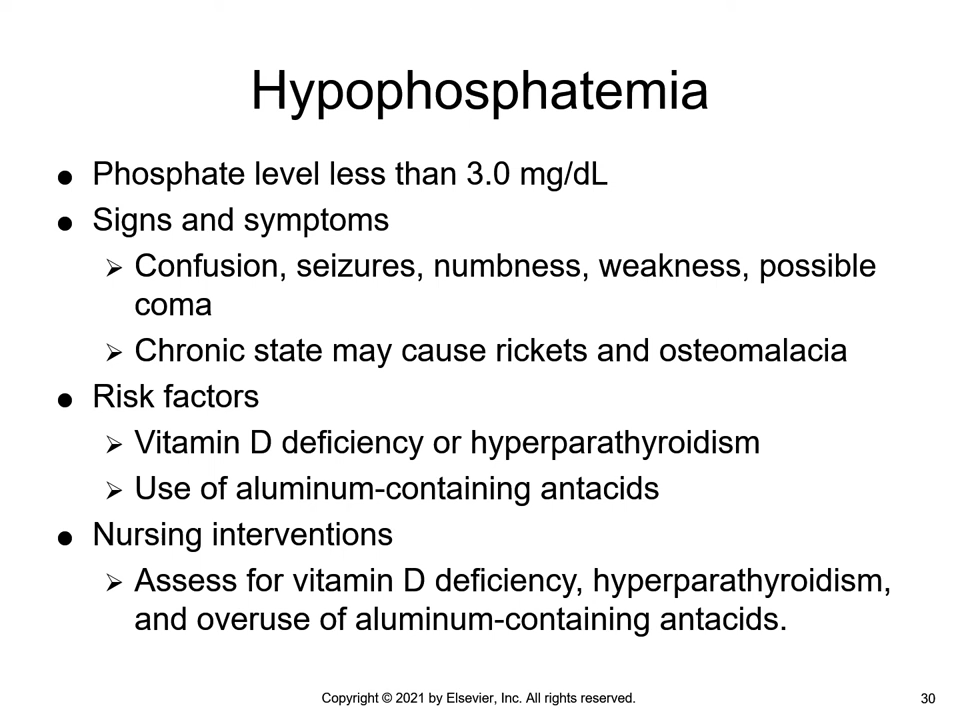 Hypophosphatemia
● Phosphate level less than 3.0 mg/dL
● Signs and symptoms
➢ Confusion, seizures, numbness, weakness, possible
coma
➢ Chronic state may cause rickets and osteomalacia
● Risk factors
➢ Vitamin D deficiency or hyperparathyroidism
➢ Use of aluminum-containing antacids
● Nursing interventions
➢ Assess for vitamin D deficiency, hyperparathyroidism,
and overuse of aluminum-containing antacids.
Copyright © 2021 by Elsevier, Inc. All rights reserved.
30